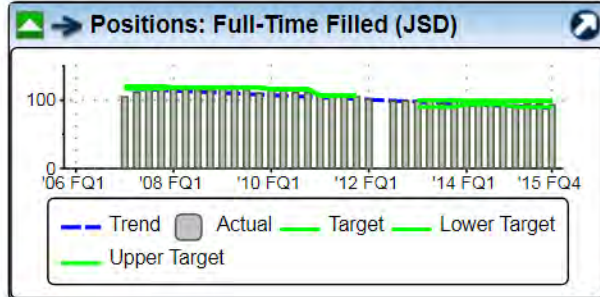 Positions: Full-Time Filled (JSD)
100
0
'06 FQ1 '08 FQ1 '10 FQ1 '12 FQ1 '14 FQ1 '15 FQ4
Trend Actual Target Lower Target
Upper Target